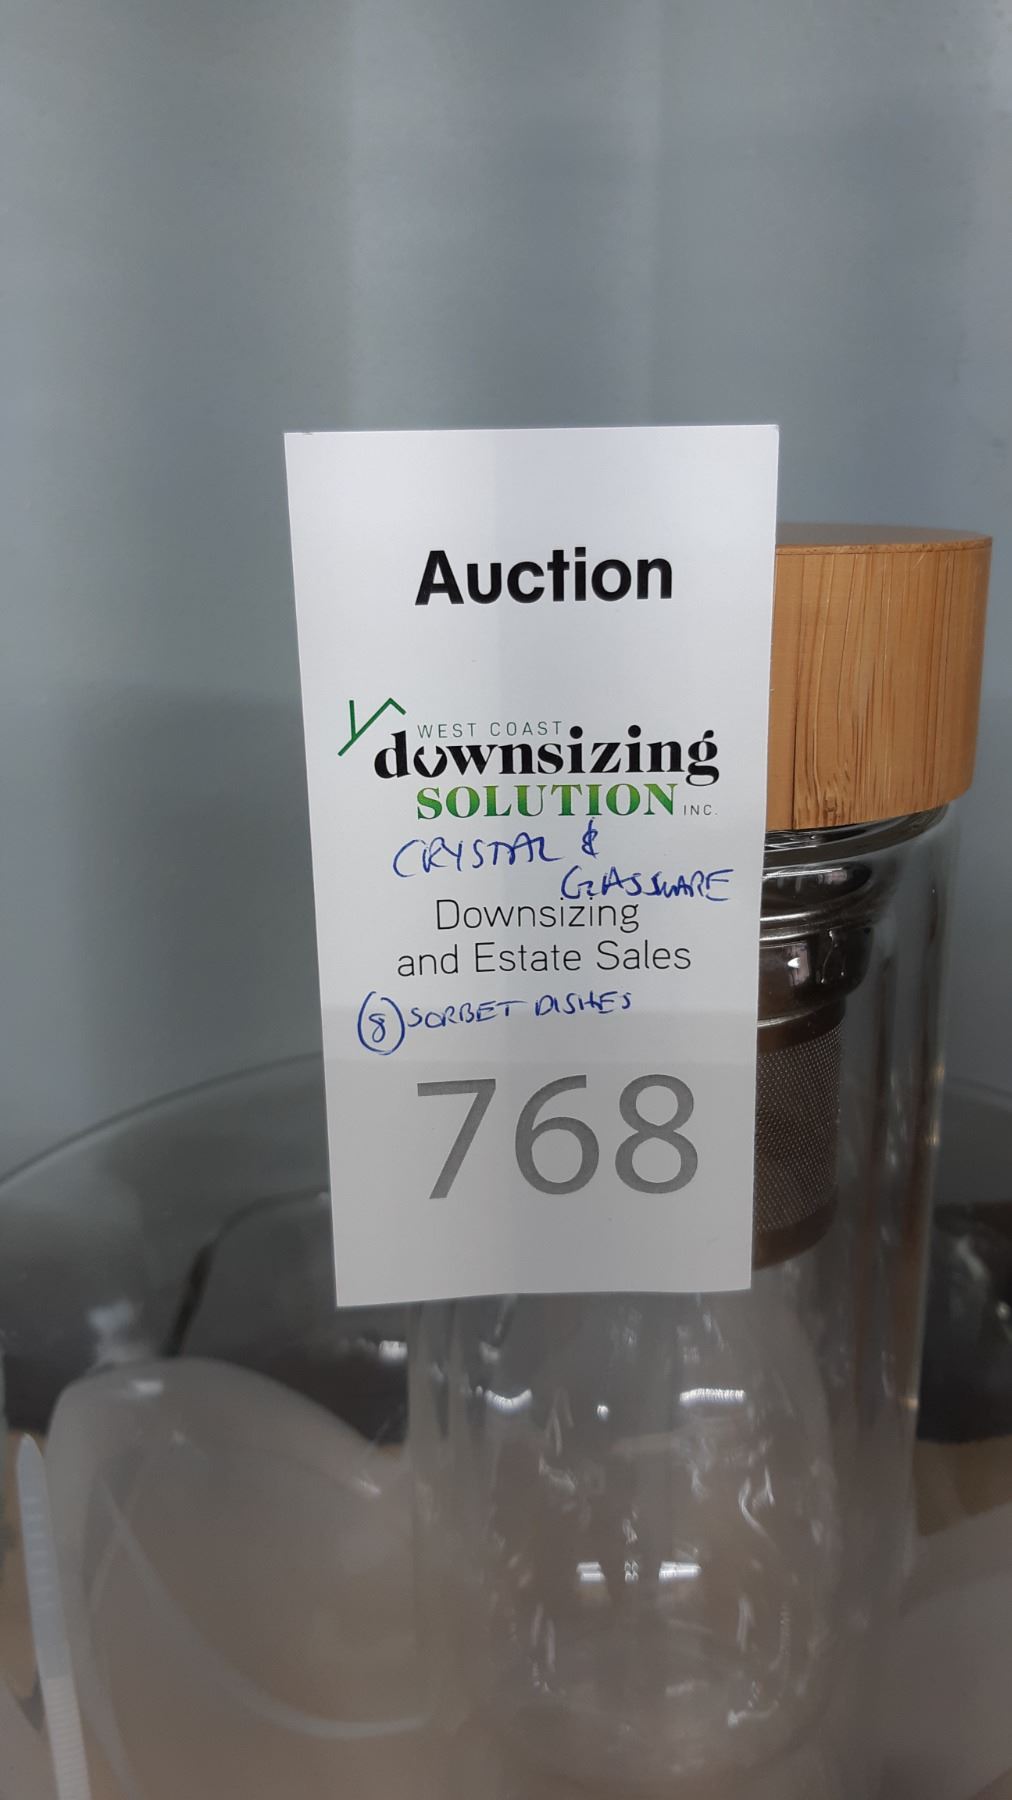 Auction
WEST COAST
downsizing
SOLUTION INC.
CRYSTAL &
GLASSWARE
Downsizing
and Estate Sales
(8) SORBET DISHES
768